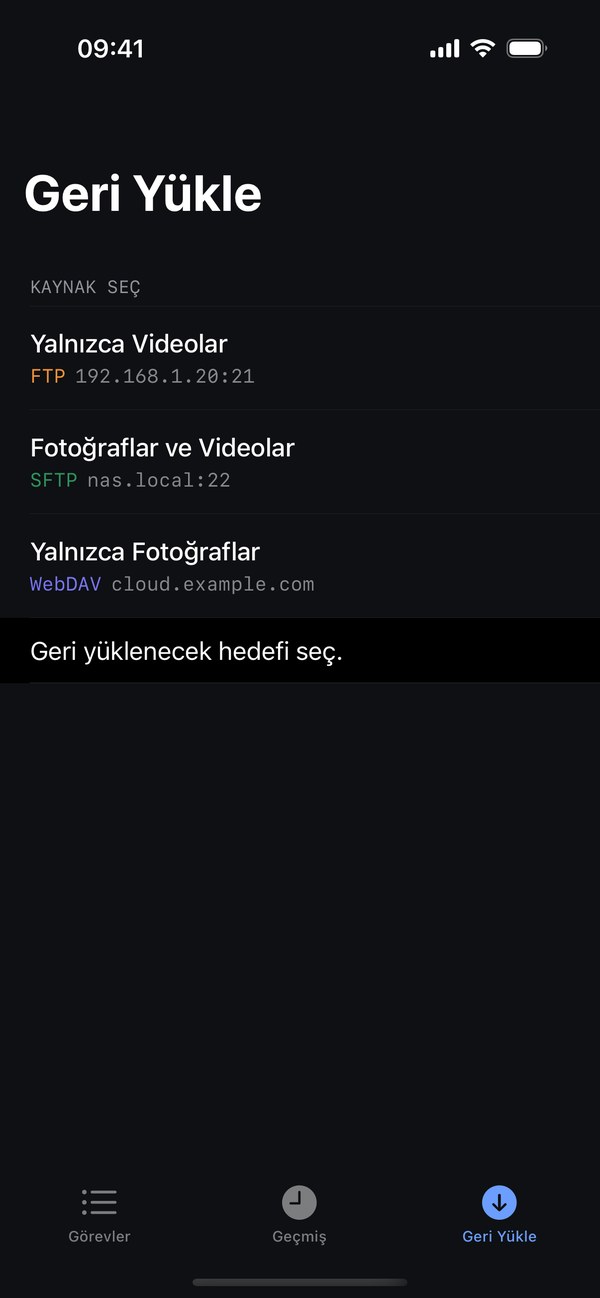 09:41
Geri Yükle
KAYNAK SEÇ
Yalnızca Videolar
FTP 192.168.1.20:21
Fotoğraflar ve Videolar
SFTP nas.local:22
Yalnızca Fotoğraflar
WebDAV cloud.example.com
Geri yüklenecek hedefi seç.
Görevler
Geçmiş
Geri Yükle